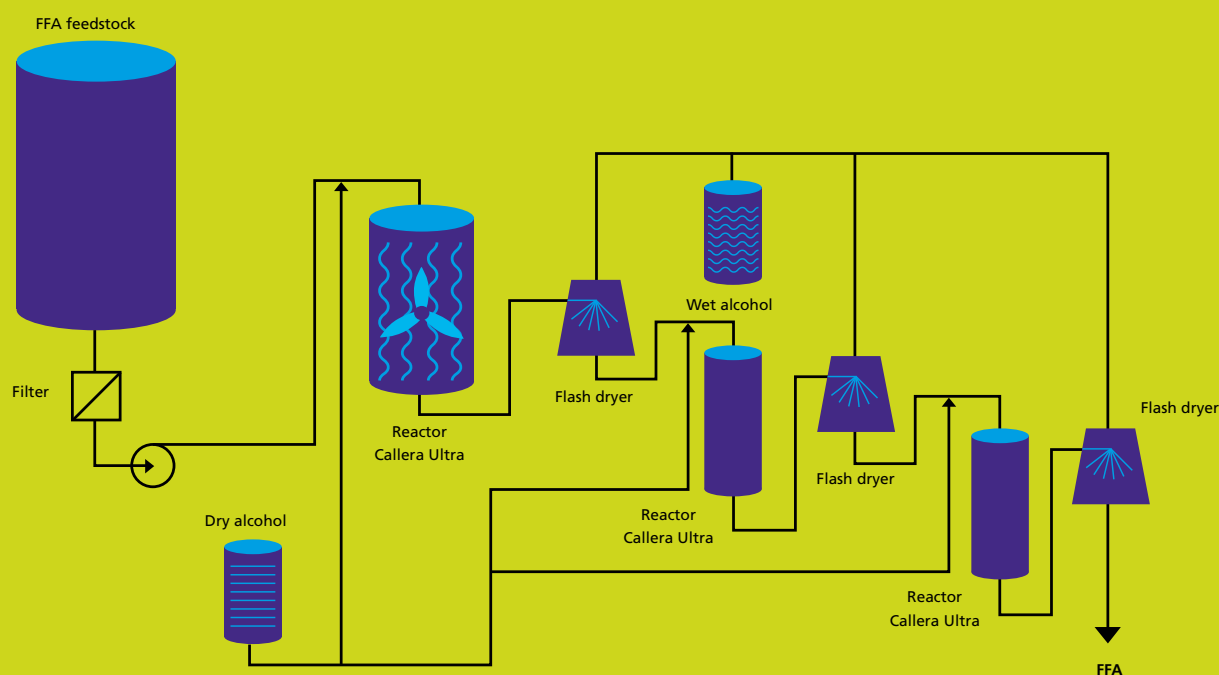 FFA feedstock
Filter
Reactor
Callera Ultra
Dry alcohol
Flash dryer
Wet alcohol
Reactor
Callera Ultra
Flash dryer
Reactor
Callera Ultra
Flash dryer
FFA